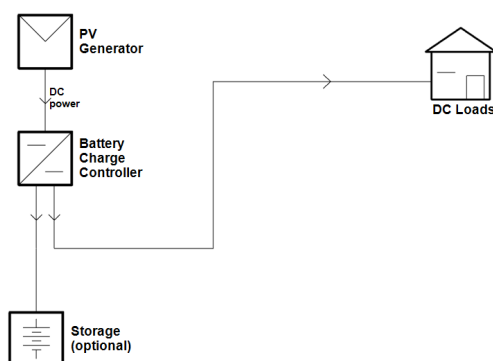 PV
Generator
DC
power
Battery
Charge
Controller
DC Loads
Storage
(optional)